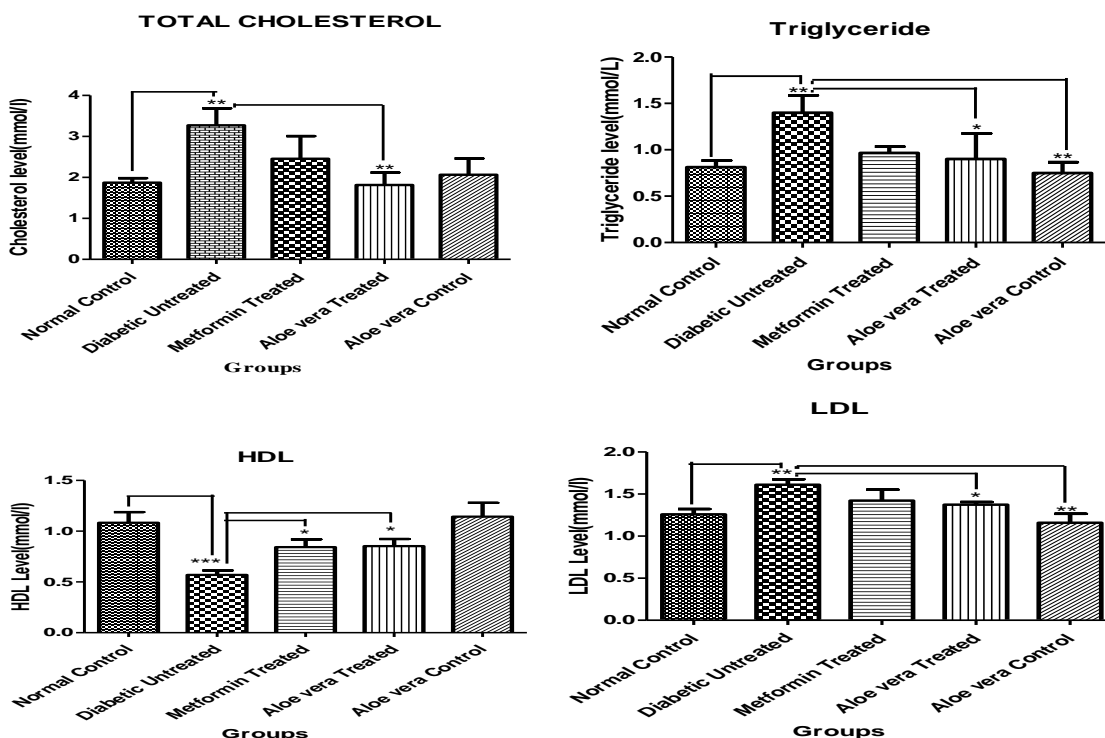 TOTAL CHOLESTEROL
Cholesterol level(mmol/l)
4
3
2
1
0
**
**
Normal Control
Diabetic Untreated
Metformin Treated
Aloe vera Treated
Aloe vera Control
Groups
Triglyceride
Triglyceride level(mmol/L)
2.0
1.5
1.0
0.5
0.0
**
*
**
Normal Control
Diabetic Untreated
Metformin Treated
Aloe vera Treated
Aloe vera Control
Groups
HDL
HDL Level(mmol/l)
1.5
1.0
0.5
0.0
***
*
*
Normal Control
Diabetic Untreated
Metformin Treated
Aloe vera Treated
Aloe vera Control
Groups
LDL
LDL Level(mmol/l)
2.0
1.5
1.0
0.5
0.0
**
*
**
Normal Control
Diabetic Untreated
Metformin Treated
Aloe vera Treated
Aloe vera Control
Groups